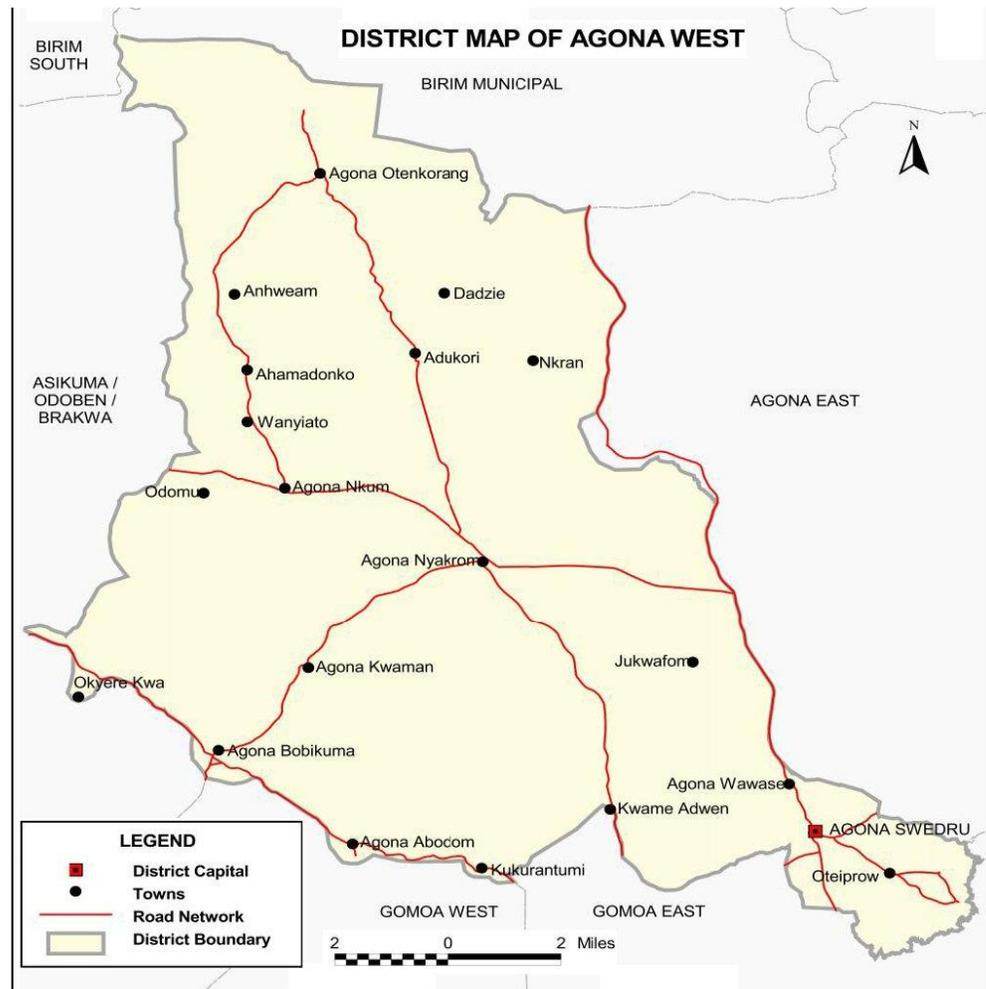 DISTRICT MAP OF AGONA WEST
BIRIM
SOUTH
BIRIM MUNICIPAL
N
Agona Otenkorang
Anhweam
Dadzie
Adukori
Nkran
Ahamadonko
ASIKUMA /
ODOBEN /
BRAKWA
AGONA EAST
Wanyiato
Odomu
Agona Nkum
Agona Nyakrom
Jukwafom
Agona Kwaman
Okyere Kwa
Agona Bobikuma
Agona Wawase
Kwame Adwen
AGONA SWEDRU
Agona Abocom
Kukurantumi
Oteiprow
GOMOA WEST
GOMOA EAST
LEGEND
District Capital
Towns
Road Network
District Boundary
2 0 2 Miles